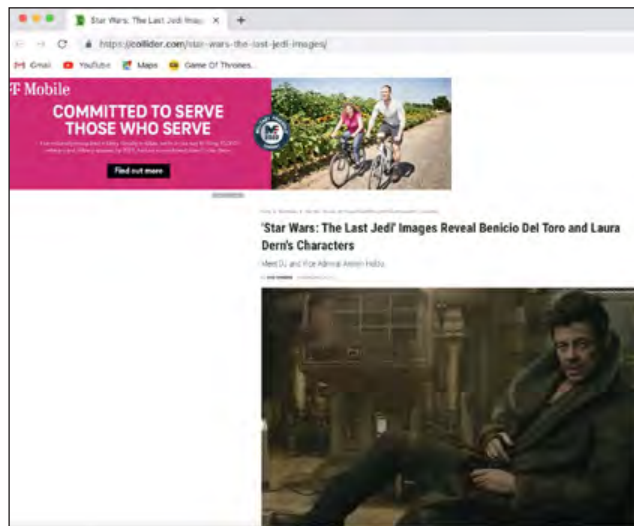 Star Wars: The Last Jedi Imag
https://collider.com/star-wars-the-last-jedi-images/
Gmail YouTube Maps Game Of Thrones...
T Mobile
COMMITTED TO SERVE
THOSE WHO SERVE
Find out more
'Star Wars: The Last Jedi' Images Reveal Benicio Del Toro and Laura
Dern's Characters
Meet DJ and Vice Admiral Amilyn Holdo.